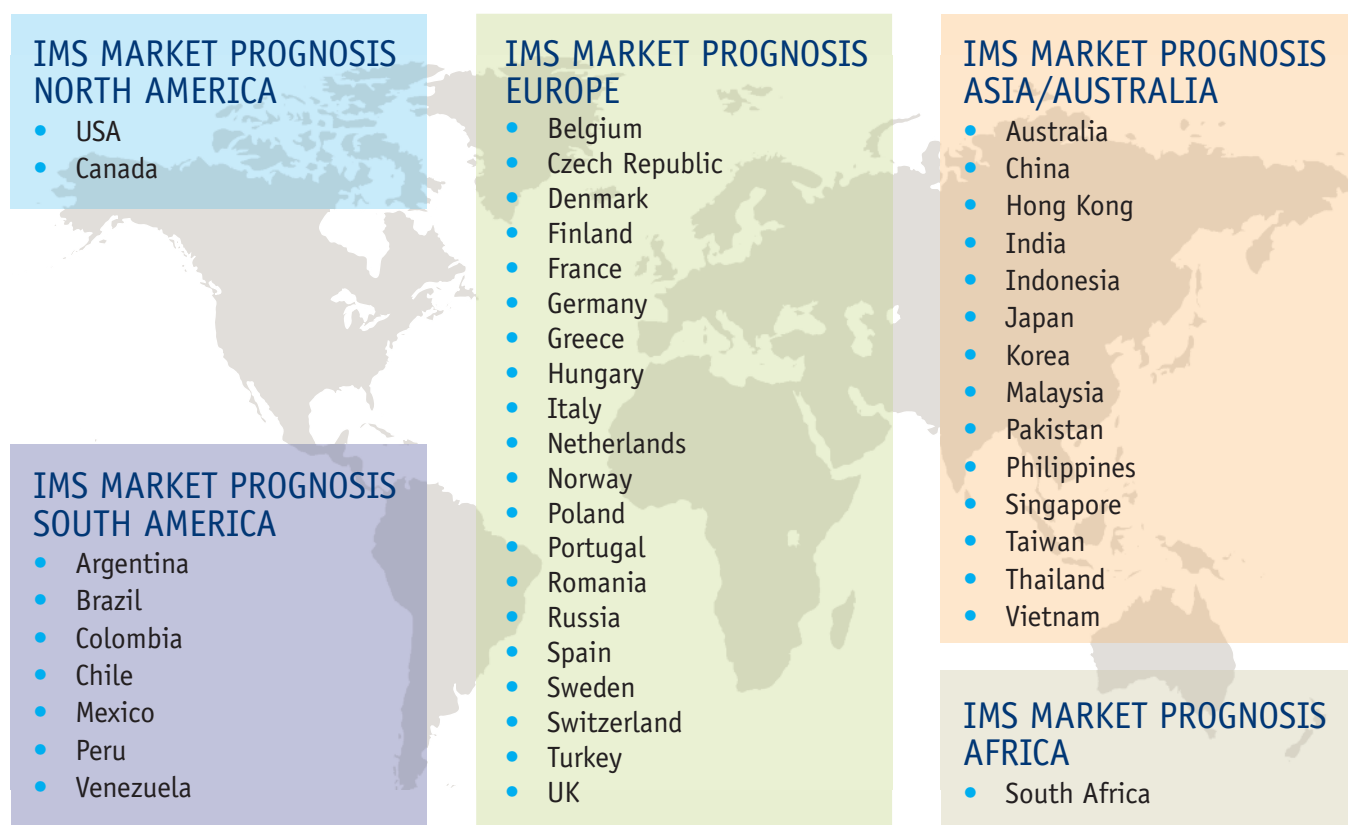 IMS MARKET PROGNOSIS
NORTH AMERICA
• USA
• Canada
IMS MARKET PROGNOSIS
SOUTH AMERICA
• Argentina
• Brazil
• Colombia
• Chile
• Mexico
• Peru
• Venezuela
IMS MARKET PROGNOSIS
EUROPE
• Belgium
• Czech Republic
• Denmark
• Finland
• France
• Germany
• Greece
• Hungary
• Italy
• Netherlands
• Norway
• Poland
• Portugal
• Romania
• Russia
• Spain
• Sweden
• Switzerland
• Turkey
• UK
IMS MARKET PROGNOSIS
ASIA/AUSTRALIA
• Australia
• China
• Hong Kong
• India
• Indonesia
• Japan
• Korea
• Malaysia
• Pakistan
• Philippines
• Singapore
• Taiwan
• Thailand
• Vietnam
IMS MARKET PROGNOSIS
AFRICA
• South Africa